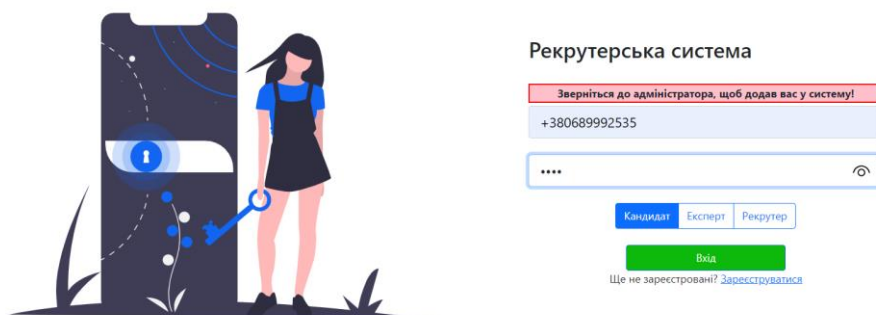 Рекрутерська система
Зверніться до адміністратора, щоб додав вас у систему!
+380689992535
••••
Кандидат Експерт Рекрутер
Вхід
Ще не зареєстровані? Зареєструватися